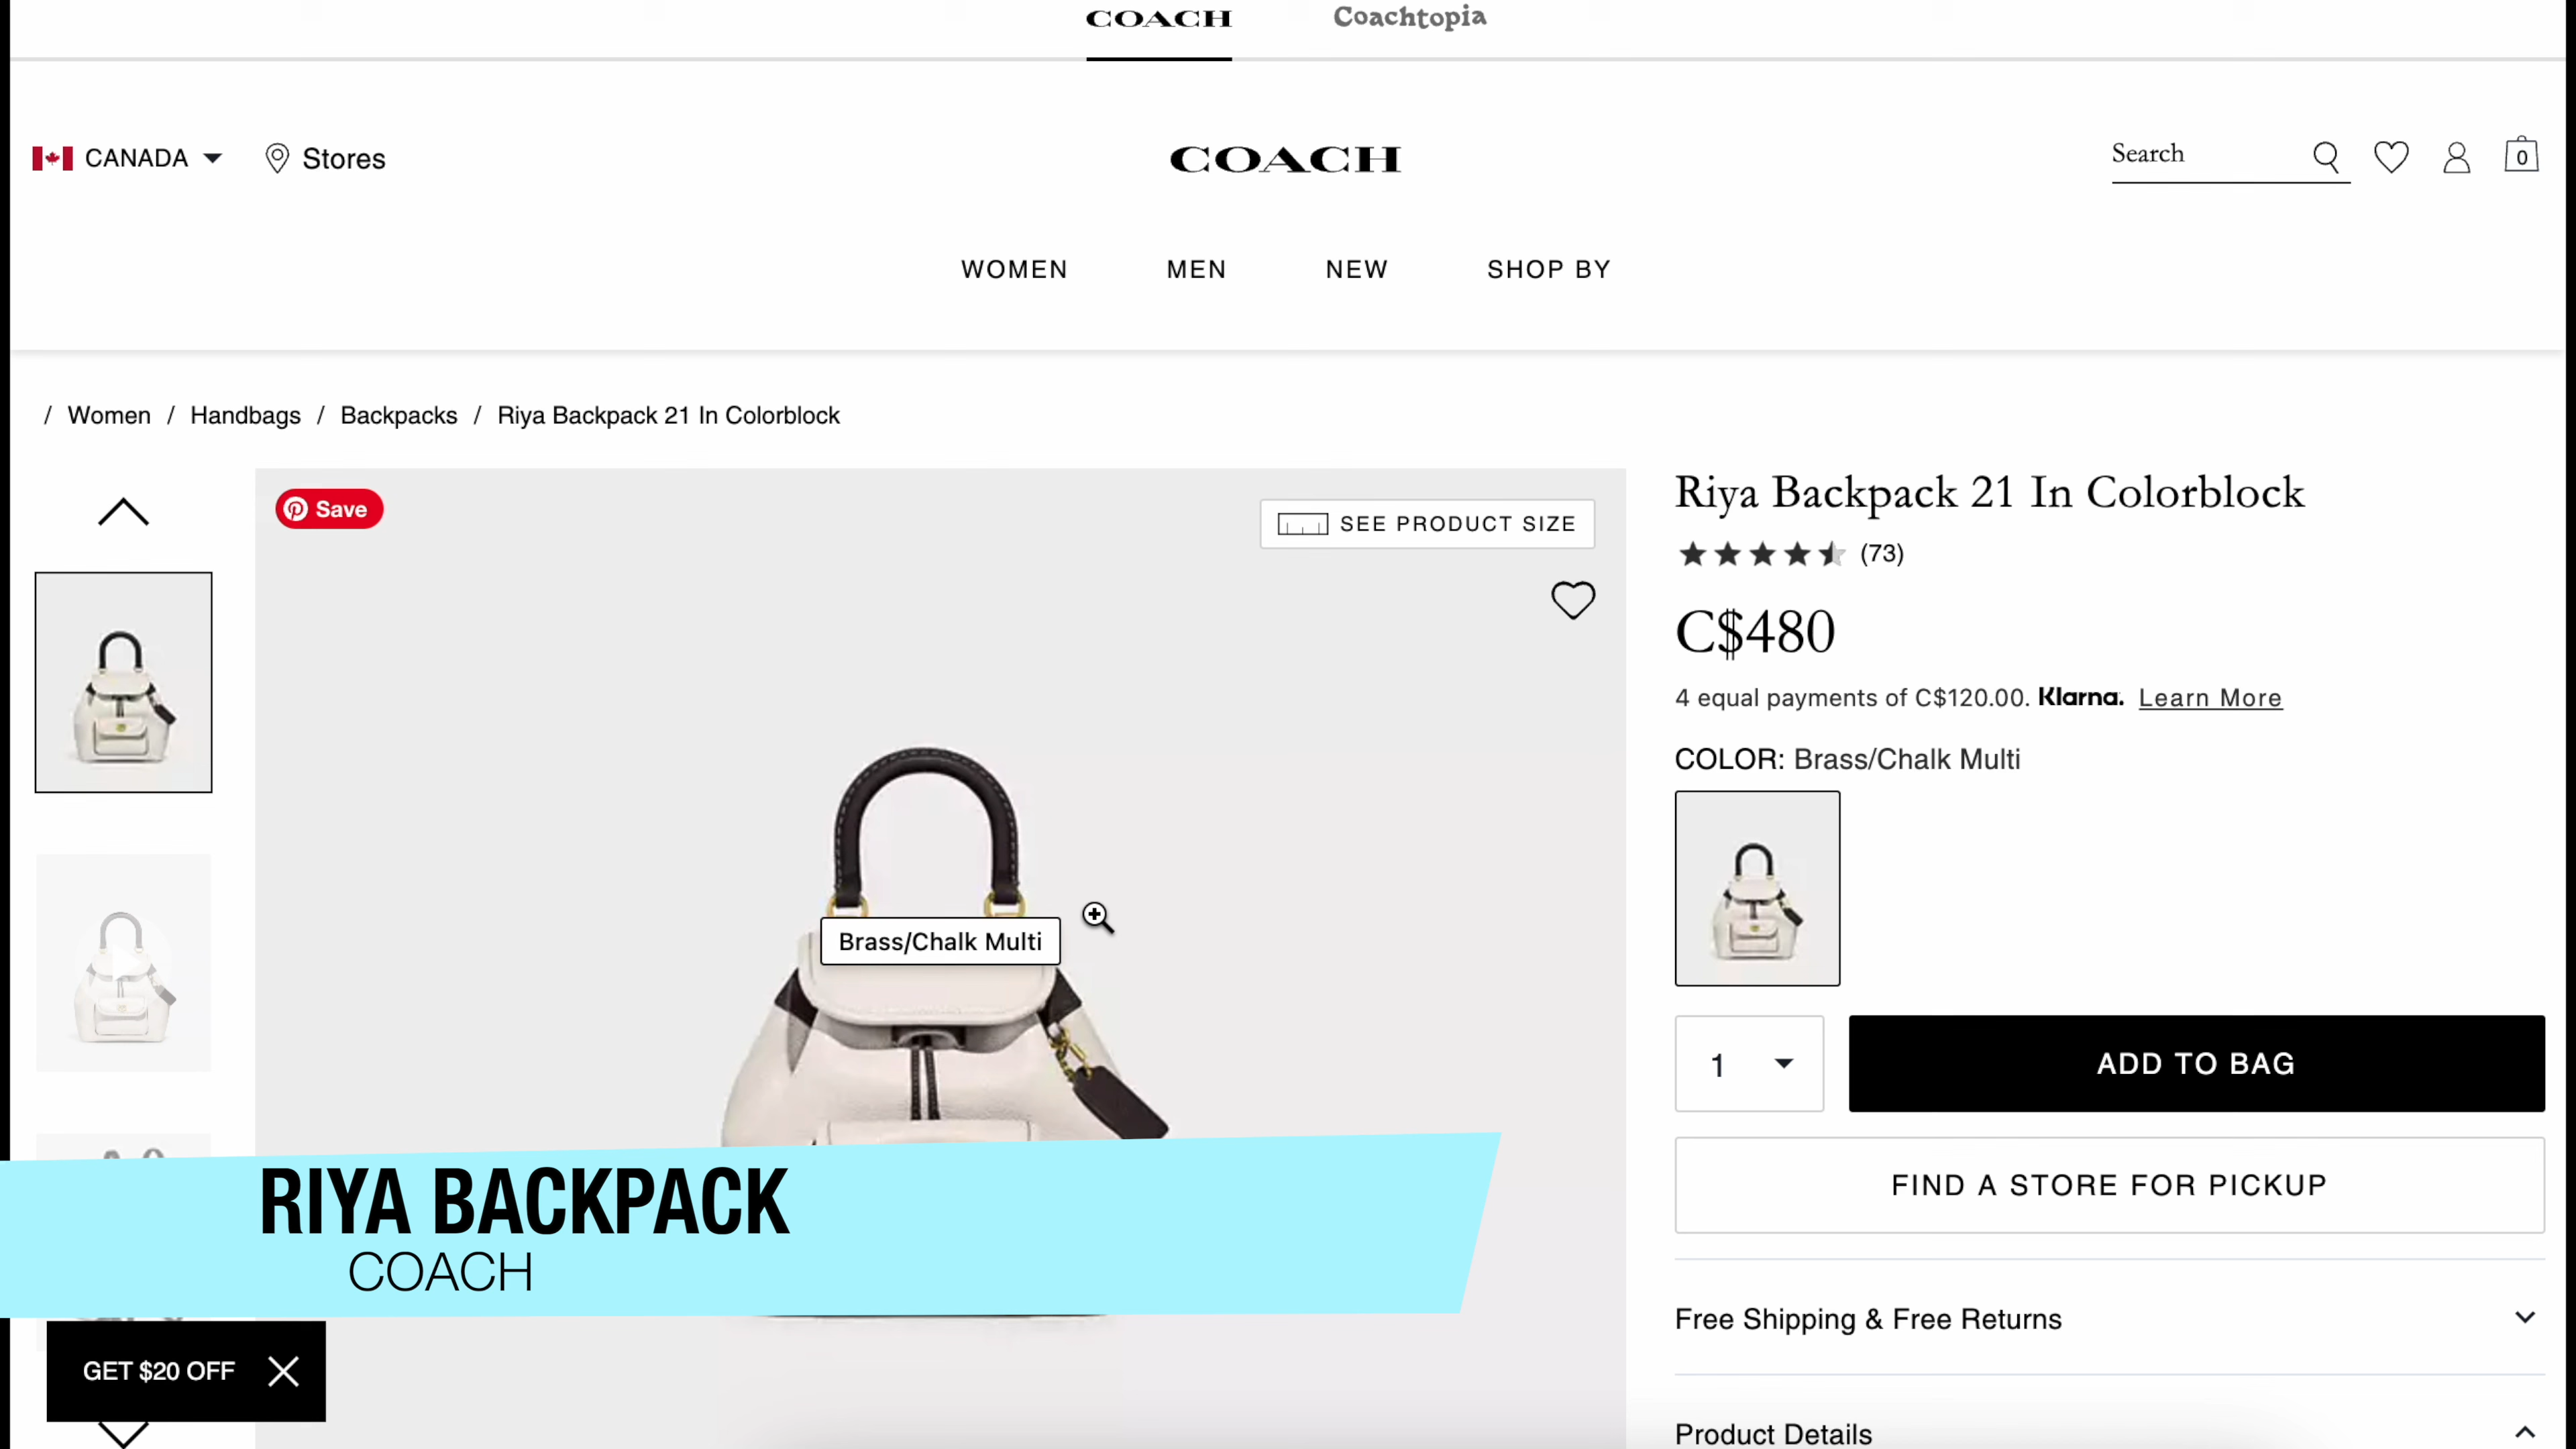 COACH
Coachtopia
CANADA
Stores
COACH
Search
0
WOMEN
MEN
NEW
SHOP BY
/ Women / Handbags / Backpacks / Riya Backpack 21 In Colorblock
Save
SEE PRODUCT SIZE
Riya Backpack 21 In Colorblock
(73)
C$480
4 equal payments of C$120.00. Klarna. Learn More
COLOR: Brass/Chalk Multi
Brass/Chalk Multi
1
ADD TO BAG
FIND A STORE FOR PICKUP
RIYA BACKPACK
COACH
Free Shipping & Free Returns
GET $20 OFF
Product Details